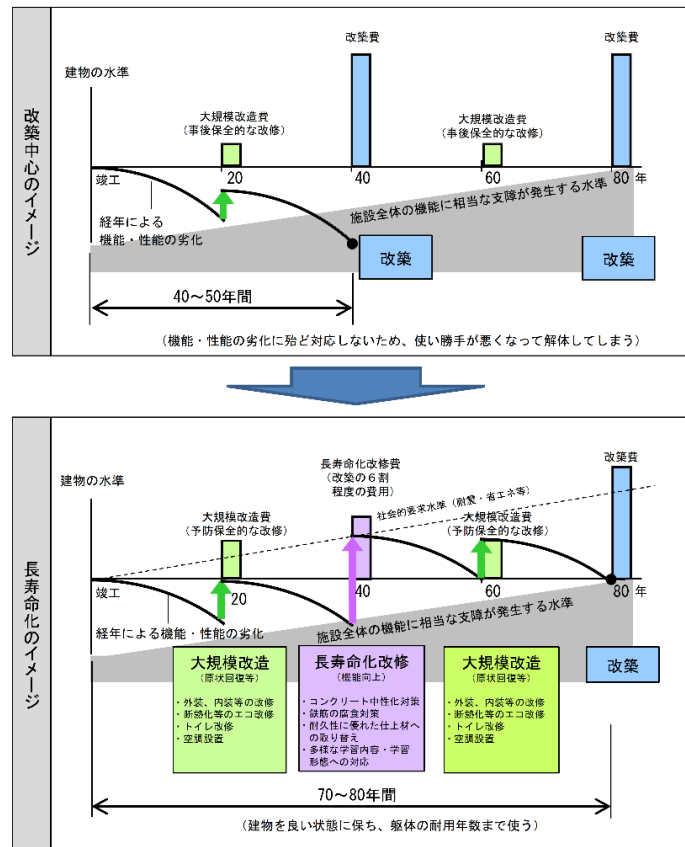 改築中心のイメージ
建物の水準
改築費
改築費
大規模改造費
(事後保全的な改修)
大規模改造費
(事後保全的な改修)
竣工
20
40
60
80
年
経年による
機能・性能の劣化
施設全体の機能に相当な支障が発生する水準
改築
改築
40～50年間
(機能・性能の劣化に殆ど対応しないため、使い勝手が悪くなって解体してしまう)
長寿命化のイメージ
建物の水準
長寿命化改修費
(改築の6割
程度の費用)
改築費
社会的要求水準(耐震・省エネ等)
大規模改造費
(予防保全的な改修)
大規模改造費
(予防保全的な改修)
竣工
20
40
60
80
年
経年による機能・性能の劣化
施設全体の機能に相当な支障が発生する水準
大規模改造
(原状回復等)
・外装、内装等の改修
・断熱化等のエコ改修
・トイレ改修
・空調設置
長寿命化改修
(機能向上)
・コンクリート中性化対策
・鉄筋の腐食対策
・耐久性に優れた仕上材へ
の取り替え
・多様な学習内容・学習
形態への対応
大規模改造
(原状回復等)
・外装、内装等の改修
・断熱化等のエコ改修
・トイレ改修
・空調設置
改築
70～80年間
(建物を良い状態に保ち、躯体の耐用年数まで使う)